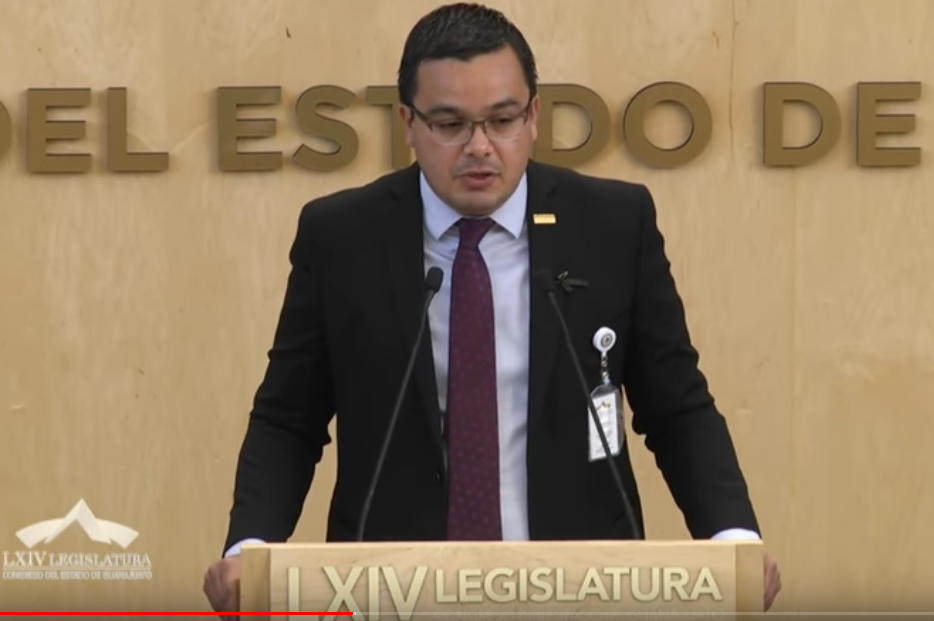 DEL ESTADO DE
LXIV LEGISLATURA
CONGRESO DEL ESTADO DE GUANAJUATO
LXIV LEGISLATURA